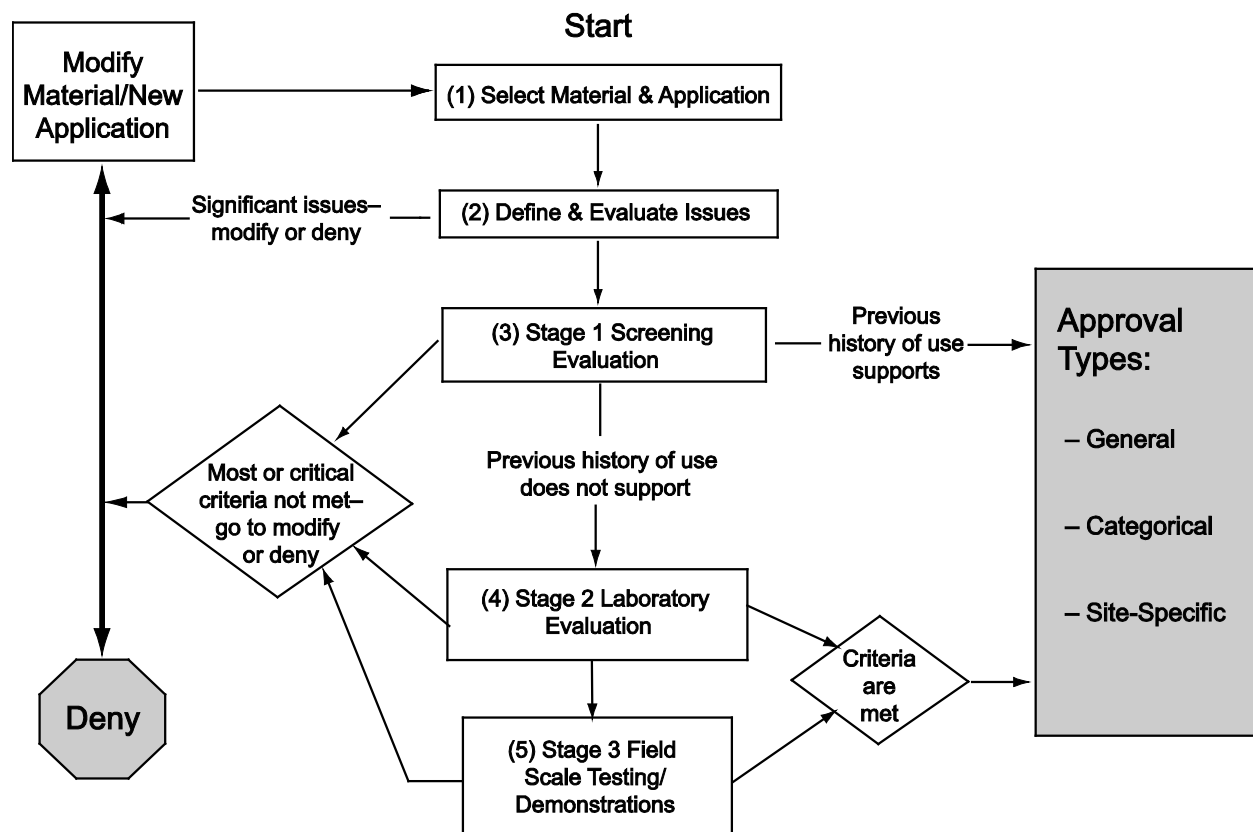 Start
Modify
Material/New
Application
(1) Select Material & Application
Significant issues–
modify or deny
(2) Define & Evaluate Issues
(3) Stage 1 Screening
Evaluation
Previous
history of use
supports
Approval
Types:
– General
– Categorical
– Site-Specific
Most or critical
criteria not met–
go to modify
or deny
Previous history of use
does not support
(4) Stage 2 Laboratory
Evaluation
Criteria
are
met
Deny
(5) Stage 3 Field
Scale Testing/
Demonstrations